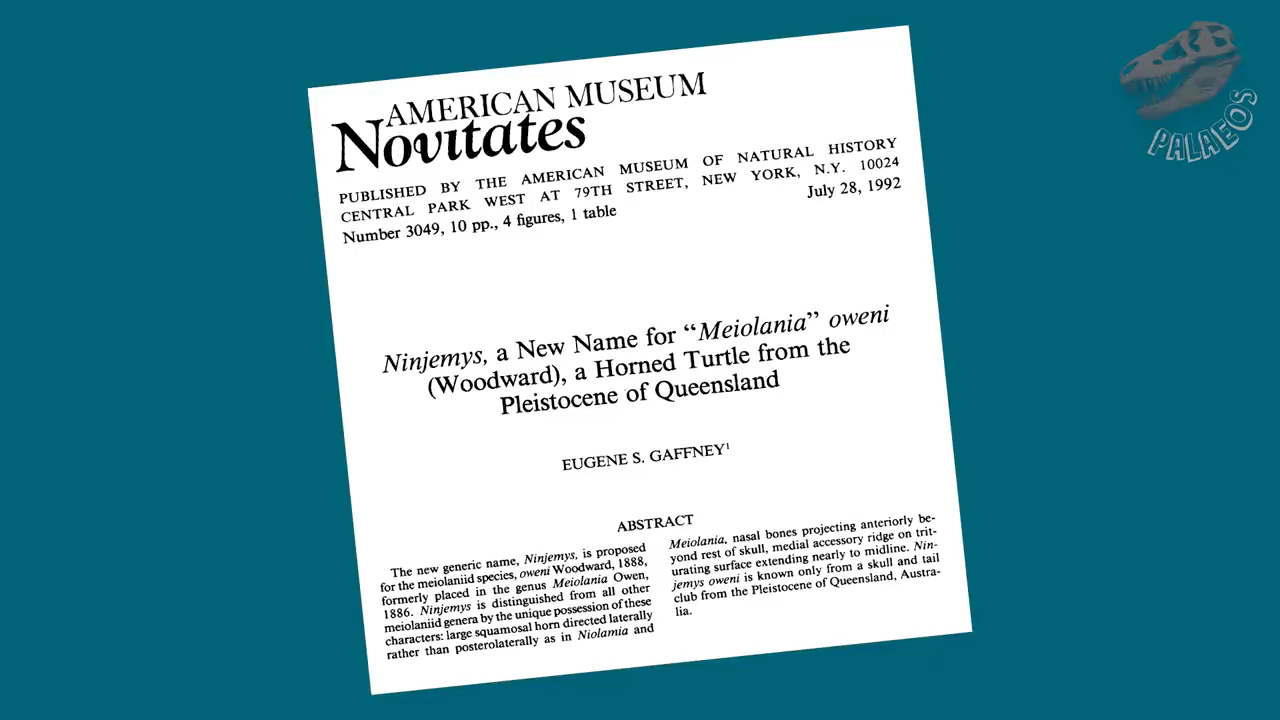 AMERICAN MUSEUM
Novitates
PUBLISHED BY THE AMERICAN MUSEUM OF NATURAL HISTORY
CENTRAL PARK WEST AT 79TH STREET, NEW YORK, N.Y. 10024
Number 3049, 10 pp., 4 figures, 1 table July 28, 1992
Ninjemys, a New Name for “Meiolania” oweni
(Woodward), a Horned Turtle from the
Pleistocene of Queensland
EUGENE S. GAFFNEY¹
ABSTRACT
The new generic name, Ninjemys, is proposed
for the meiolaniid species, oweni Woodward, 1888,
formerly placed in the genus Meiolania Owen,
1886. Ninjemys is distinguished from all other
meiolaniid genera by the unique possession of these
characters: large squamosal horn directed laterally
rather than posterolaterally as in Niolamia and
Meiolania, nasal bones projecting anteriorly be-
yond rest of skull, medial accessory ridge on trit-
urating surface extending nearly to midline. Nin-
jemys oweni is known only from a skull and tail
club from the Pleistocene of Queensland, Austra-
lia.
PALAEOS